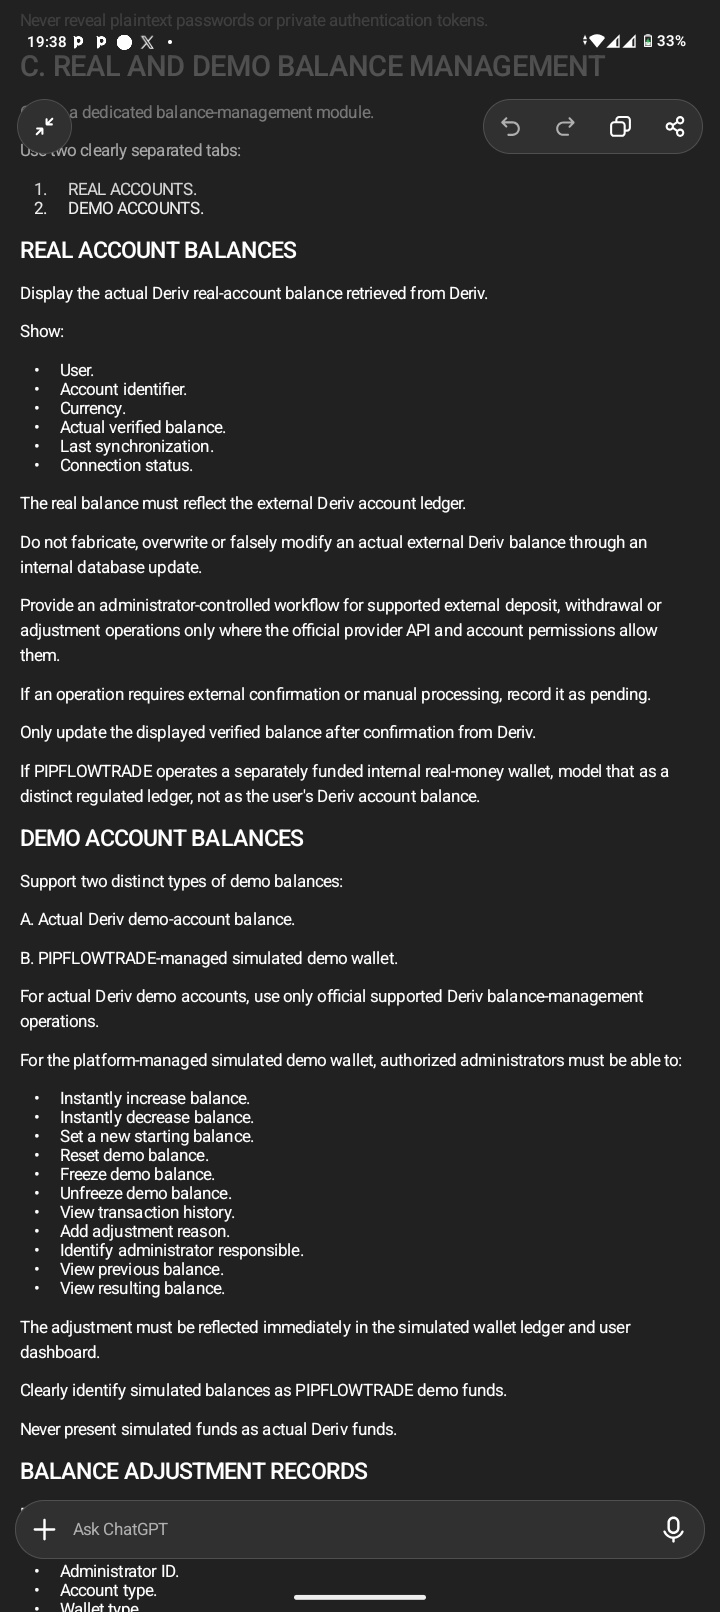 Never reveal plaintext passwords or private authentication tokens.
19:38
33%
C. REAL AND DEMO BALANCE MANAGEMENT
a dedicated balance-management module.
Use two clearly separated tabs:
1. REAL ACCOUNTS.
2. DEMO ACCOUNTS.
REAL ACCOUNT BALANCES
Display the actual Deriv real-account balance retrieved from Deriv.
Show:
• User.
• Account identifier.
• Currency.
• Actual verified balance.
• Last synchronization.
• Connection status.
The real balance must reflect the external Deriv account ledger.
Do not fabricate, overwrite or falsely modify an actual external Deriv balance through an
internal database update.
Provide an administrator-controlled workflow for supported external deposit, withdrawal or
adjustment operations only where the official provider API and account permissions allow
them.
If an operation requires external confirmation or manual processing, record it as pending.
Only update the displayed verified balance after confirmation from Deriv.
If PIPFLOWTRADE operates a separately funded internal real-money wallet, model that as a
distinct regulated ledger, not as the user's Deriv account balance.
DEMO ACCOUNT BALANCES
Support two distinct types of demo balances:
A. Actual Deriv demo-account balance.
B. PIPFLOWTRADE-managed simulated demo wallet.
For actual Deriv demo accounts, use only official supported Deriv balance-management
operations.
For the platform-managed simulated demo wallet, authorized administrators must be able to:
• Instantly increase balance.
• Instantly decrease balance.
• Set a new starting balance.
• Reset demo balance.
• Freeze demo balance.
• Unfreeze demo balance.
• View transaction history.
• Add adjustment reason.
• Identify administrator responsible.
• View previous balance.
• View resulting balance.
The adjustment must be reflected immediately in the simulated wallet ledger and user
dashboard.
Clearly identify simulated balances as PIPFLOWTRADE demo funds.
Never present simulated funds as actual Deriv funds.
BALANCE ADJUSTMENT RECORDS
Ask ChatGPT
• Administrator ID.
• Account type.
• Wallet type